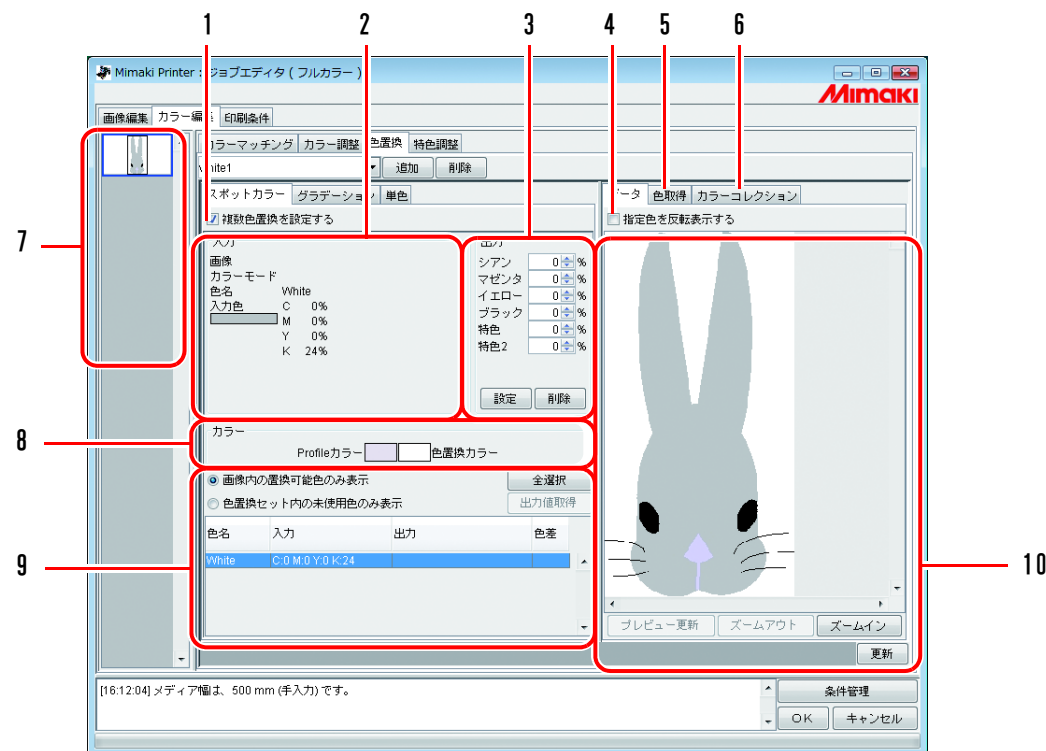 1 2 3 4 5 6
Mimaki Printer : ジョブエディタ ( フルカラー )
Mimaki
画像編集 カラー編集 印刷条件
カラーマッチング カラー調整 色置換 特色調整
White1 追加 削除
スポットカラー グラデーション 単色
データ 色取得 カラーコレクション
複数色置換を設定する
指定色を反転表示する
7
入力
画像
カラーモード
色名 White
入力色 C 0%
M 0%
Y 0%
K 24%
出力
シアン 0 %
マゼンタ 0 %
イエロー 0 %
ブラック 0 %
特色 0 %
特色2 0 %
設定 削除
8
カラー
Profileカラー 色置換カラー
画像内の置換可能色のみ表示 全選択
色置換セット内の未使用色のみ表示 出力値取得
色名 入力 出力 色差
9
White C:0 M:0 Y:0 K:24
10
プレビュー更新 ズームアウト ズームイン
更新
[16:12:04] メディア幅は、500 mm (手入力) です。
条件管理
OK キャンセル